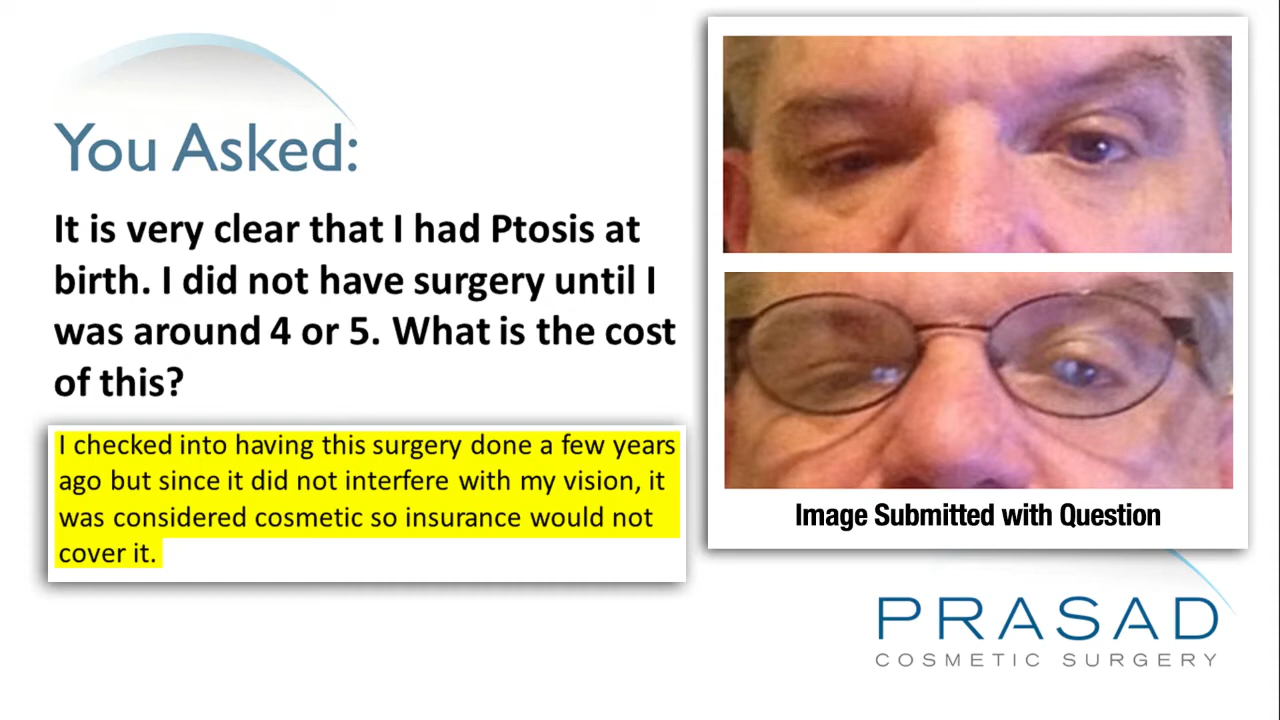 You Asked:
It is very clear that I had Ptosis at
birth. I did not have surgery until I
was around 4 or 5. What is the cost
of this?
I checked into having this surgery done a few years
ago but since it did not interfere with my vision, it
was considered cosmetic so insurance would not
cover it.
Image Submitted with Question
PRASAD
COSMETIC SURGERY